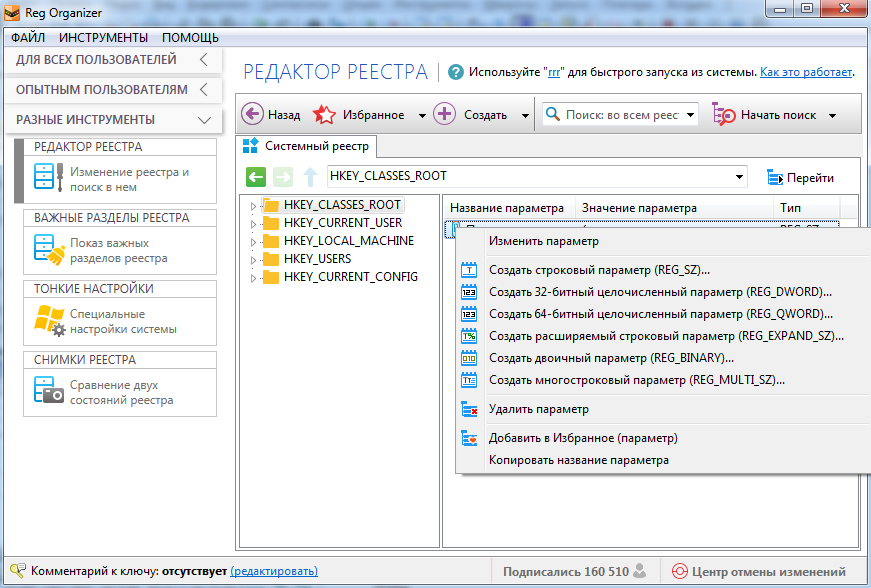 Reg Organizer
ФАЙЛ ИНСТРУМЕНТЫ ПОМОЩЬ
ДЛЯ ВСЕХ ПОЛЬЗОВАТЕЛЕЙ
ОПЫТНЫМ ПОЛЬЗОВАТЕЛЯМ
РАЗНЫЕ ИНСТРУМЕНТЫ
РЕДАКТОР РЕЕСТРА
Изменение реестра и
поиск в нем
ВАЖНЫЕ РАЗДЕЛЫ РЕЕСТРА
Показ важных
разделов реестра
ТОНКИЕ НАСТРОЙКИ
Специальные
настройки системы
СНИМКИ РЕЕСТРА
Сравнение двух
состояний реестра
РЕДАКТОР РЕЕСТРА
Используйте "rrr" для быстрого запуска из системы. Как это работает.
Назад Избранное Создать Поиск: во всем реес Начать поиск
Системный реестр
HKEY_CLASSES_ROOT Перейти
HKEY_CLASSES_ROOT
HKEY_CURRENT_USER
HKEY_LOCAL_MACHINE
HKEY_USERS
HKEY_CURRENT_CONFIG
Название параметра Значение параметра Тип
Изменить параметр
Создать строковый параметр (REG_SZ)...
Создать 32-битный целочисленный параметр (REG_DWORD)...
Создать 64-битный целочисленный параметр (REG_QWORD)...
Создать расширяемый строковый параметр (REG_EXPAND_SZ)...
Создать двоичный параметр (REG_BINARY)...
Создать многостроковый параметр (REG_MULTI_SZ)...
Удалить параметр
Добавить в Избранное (параметр)
Копировать название параметра
Комментарий к ключу: отсутствует (редактировать)
Подписались 160 510
Центр отмены изменений